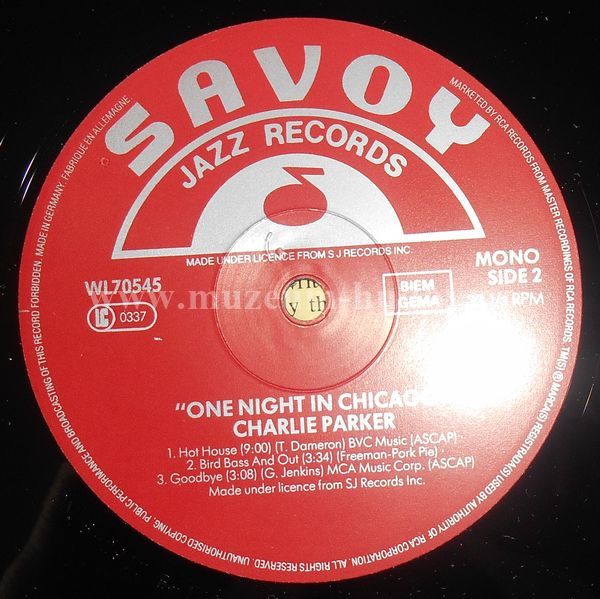 SAVOY
JAZZ RECORDS
MADE UNDER LICENCE FROM S J RECORDS INC.
WL70545
LC 0337
BIEM
GEMA
MONO
SIDE 2
RPM
y th
"ONE NIGHT IN CHICAG
CHARLIE PARKER
1. Hot House (9:00) (T. Dameron) BVC Music (ASCAP)
2. Bird Bass And Out (3:34) (Freeman-Pork Pie)
3. Goodbye (3:08) (G. Jenkins) MCA Music Corp. (ASCAP)
Made under licence from SJ Records Inc.
PUBLIC PERFORMANCE AND BROADCASTING OF THIS RECORD FORBIDDEN. MADE IN GERMANY. FABRIQUE EN ALLEMAGNE
MARKETED BY RCA RECORDS FROM MASTER RECORDINGS OF RCA RECORDS. TM(S) ® MARCA(S) REGISTRADA(S) USED BY AUTHORITY OF RCA CORPORATION. ALL RIGHTS RESERVED. UNAUTHORISED COPYING,